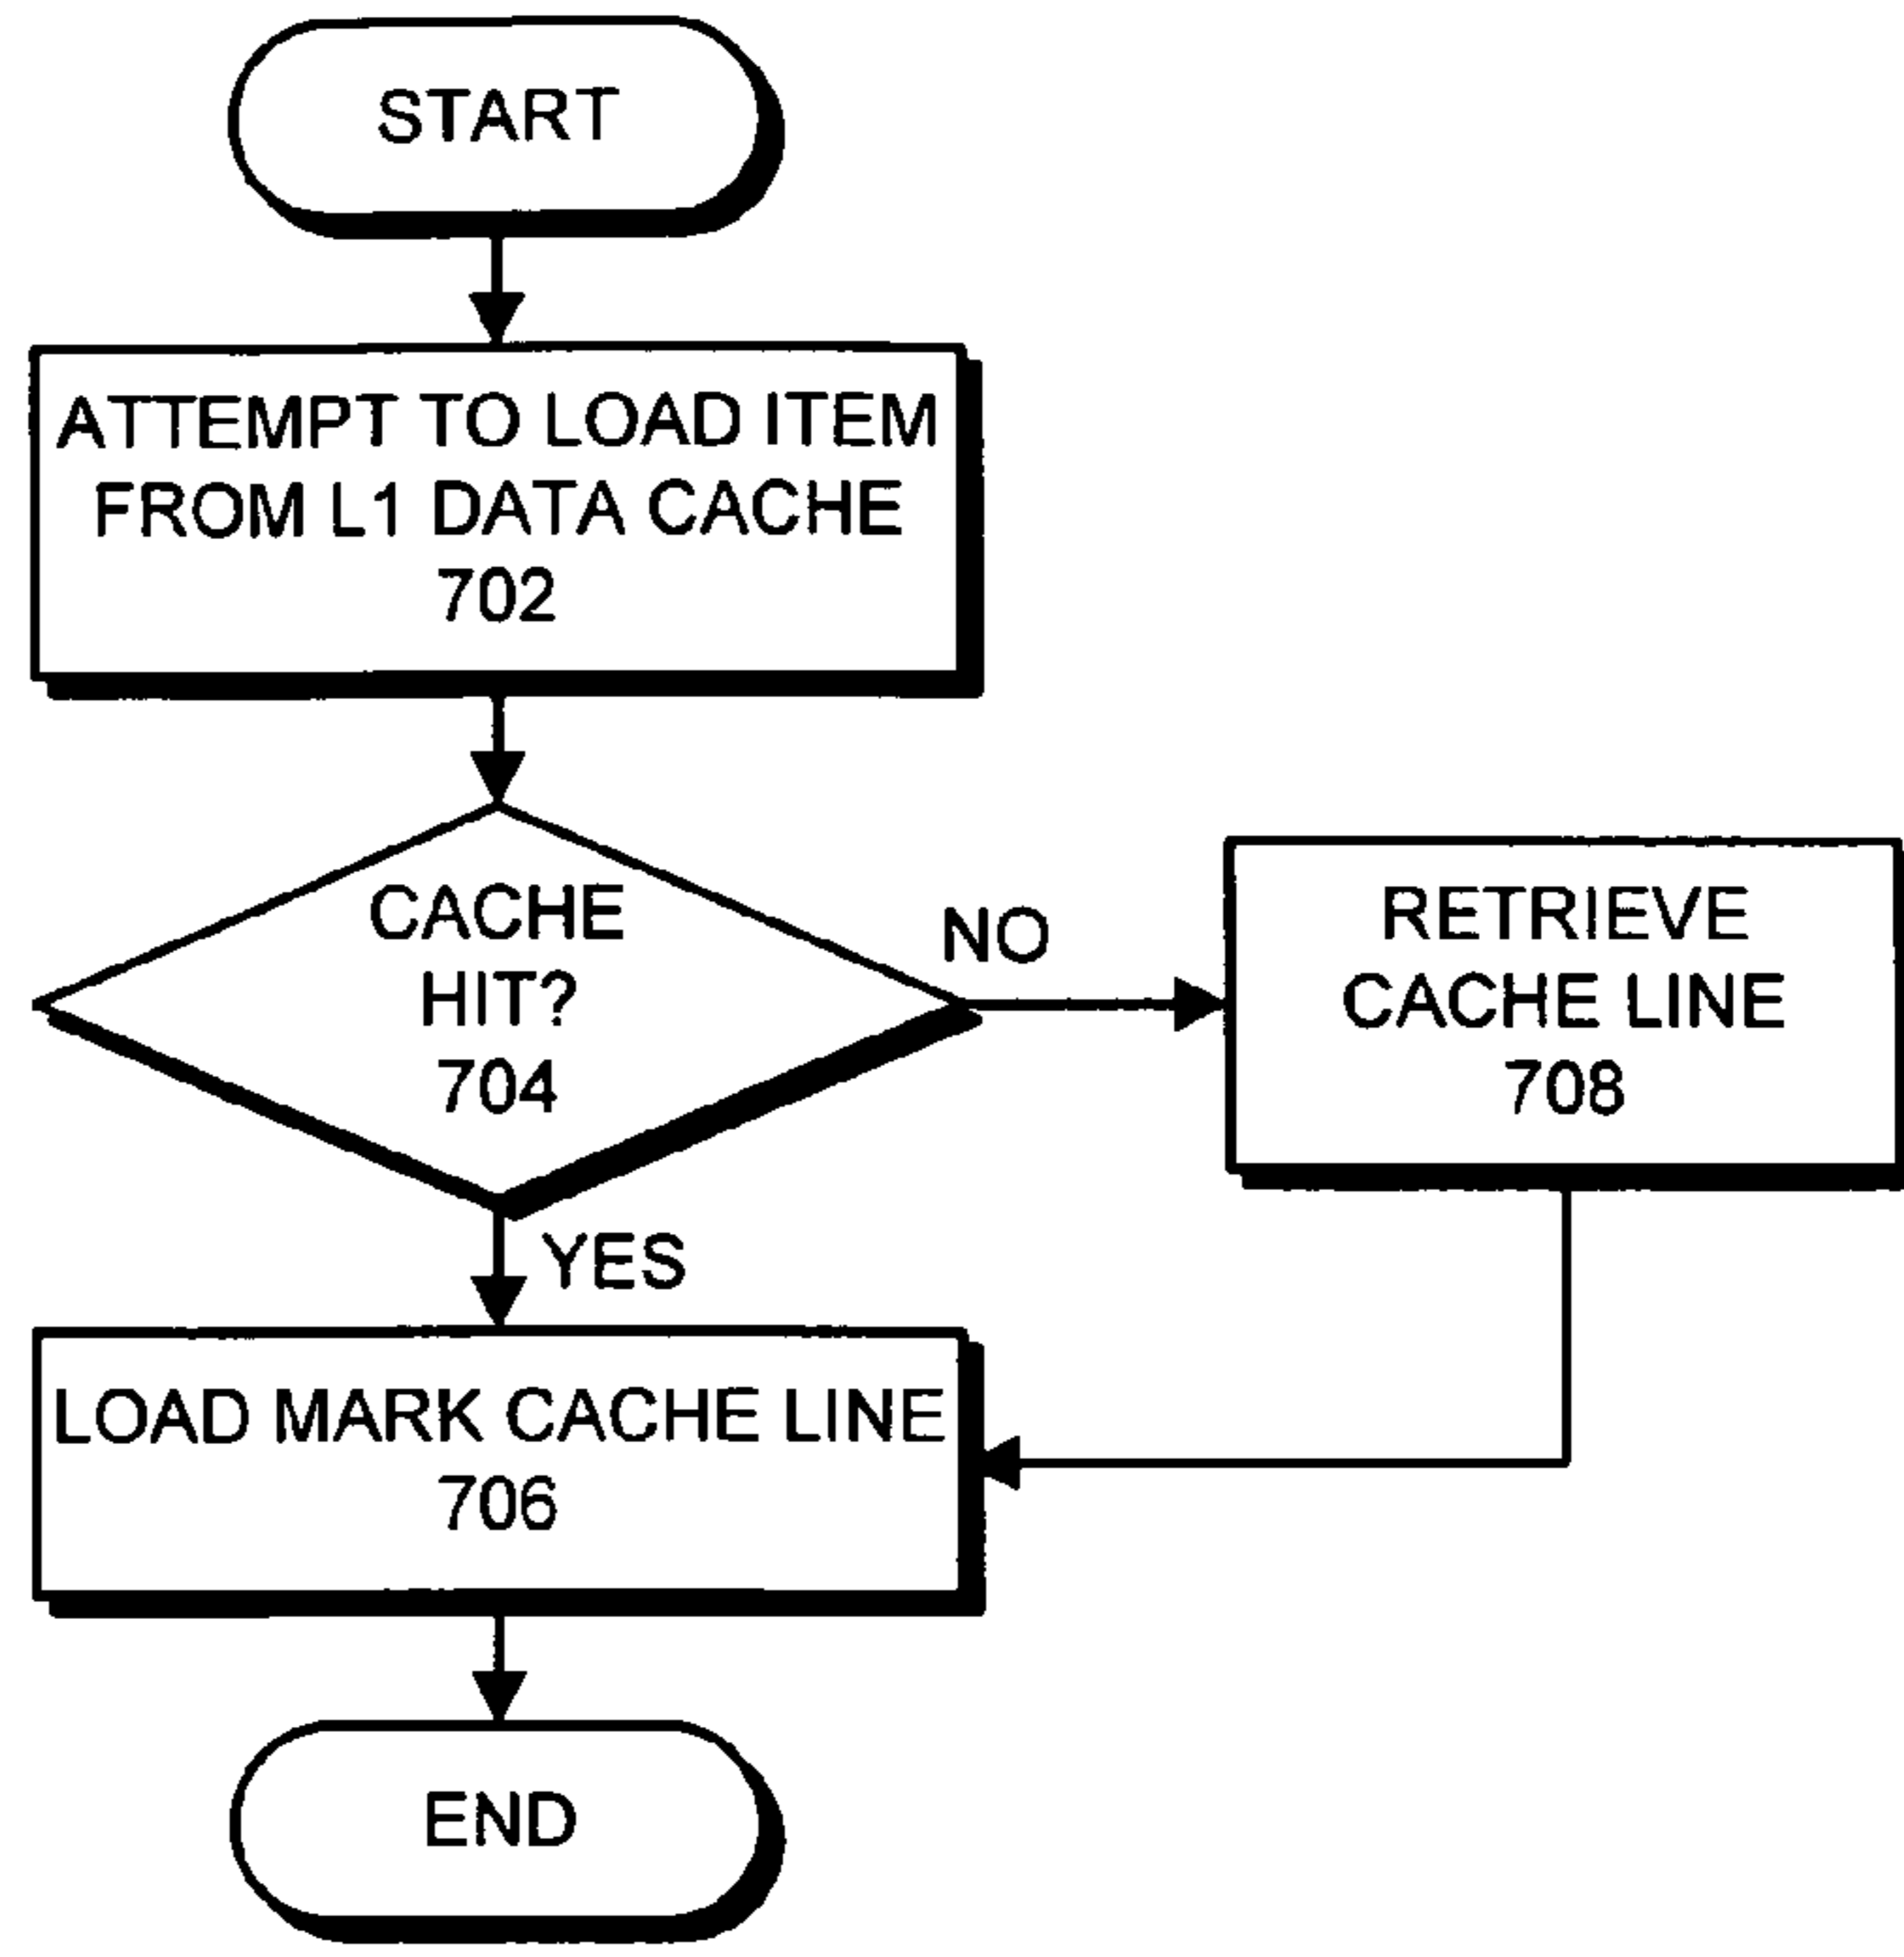 START
ATTEMPT TO LOAD ITEM
FROM L1 DATA CACHE
702
CACHE
HIT?
704
NO
RETRIEVE
CACHE LINE
708
YES
LOAD MARK CACHE LINE
706
END